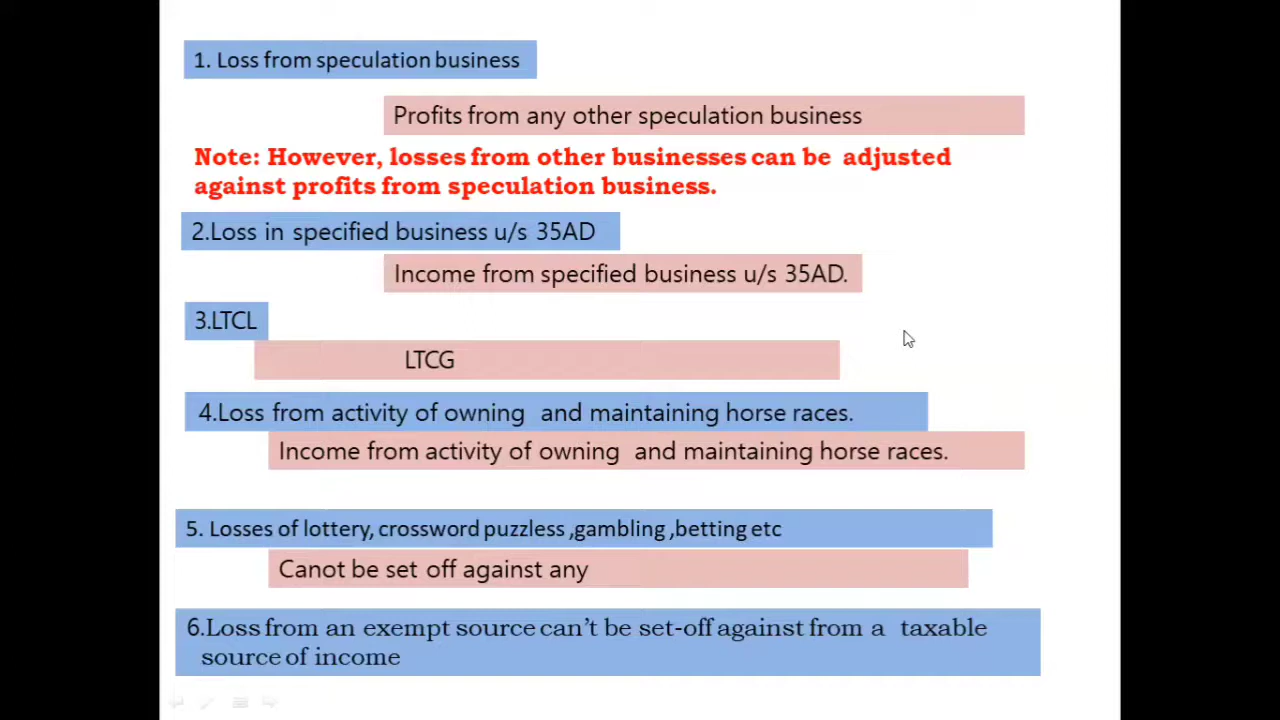 1. Loss from speculation business
Profits from any other speculation business
Note: However, losses from other businesses can be adjusted
against profits from speculation business.
2.Loss in specified business u/s 35AD
Income from specified business u/s 35AD.
3.LTCL
LTCG
4.Loss from activity of owning and maintaining horse races.
Income from activity of owning and maintaining horse races.
5. Losses of lottery, crossword puzzless ,gambling ,betting etc
Canot be set off against any
6.Loss from an exempt source can't be set-off against from a taxable
source of income